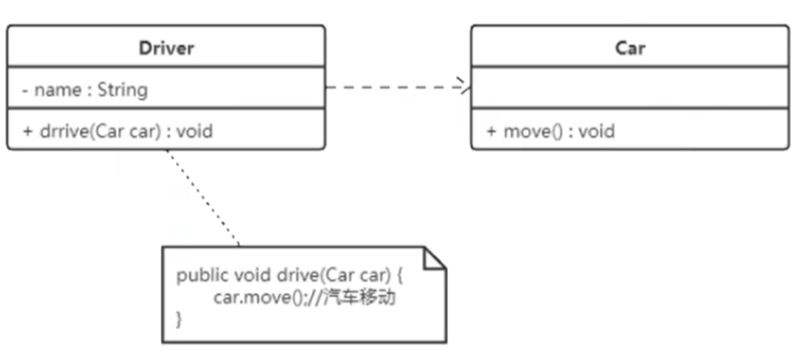 Driver
- name : String
+ drrive(Car car) : void
Car
+ move() : void
public void drive(Car car) {
car.move();//汽车移动
}